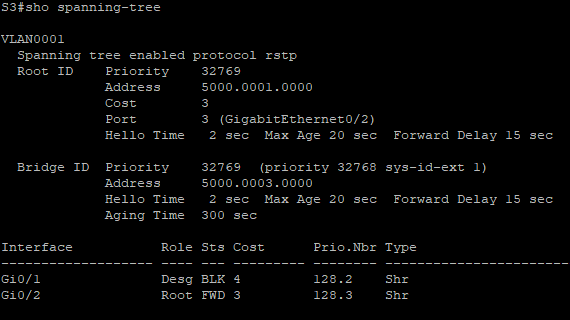 S3#sho spanning-tree
VLAN0001
Spanning tree enabled protocol rstp
Root ID Priority 32769
Address 5000.0001.0000
Cost 3
Port 3 (GigabitEthernet0/2)
Hello Time 2 sec Max Age 20 sec Forward Delay 15 sec
Bridge ID Priority 32769 (priority 32768 sys-id-ext 1)
Address 5000.0003.0000
Hello Time 2 sec Max Age 20 sec Forward Delay 15 sec
Aging Time 300 sec
Interface Role Sts Cost Prio.Nbr Type
------------------- ---- --- --------- -------- --------------------------------
Gi0/1 Desg BLK 4 128.2 Shr
Gi0/2 Root FWD 3 128.3 Shr